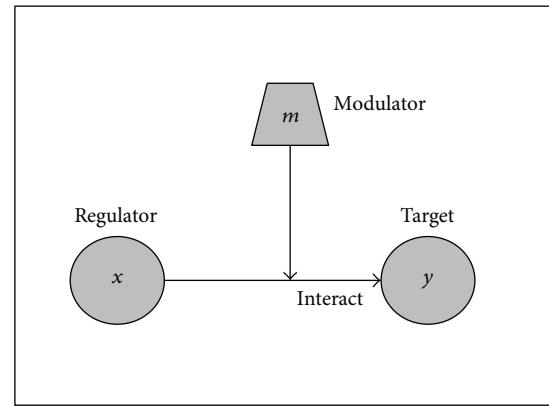 m
Modulator
Regulator
Target
x
y
Interact